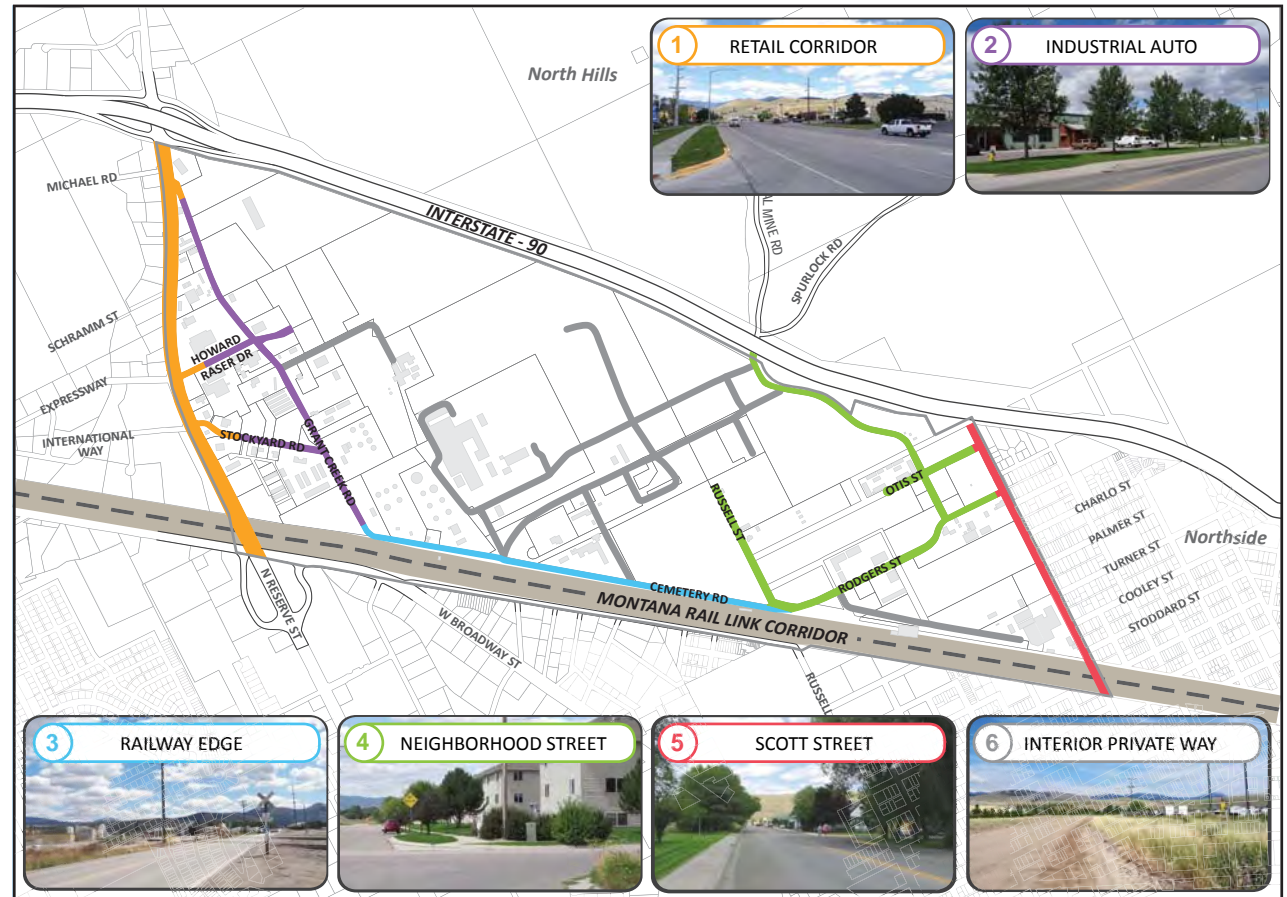 1 RETAIL CORRIDOR
2 INDUSTRIAL AUTO
North Hills
MICHAEL RD
INTERSTATE - 90
AL MINE RD
SPURLOCK RD
SCHRAMM ST
HOWARD
RASER DR
EXPRESSWAY
INTERNATIONAL
WAY
STOCKYARD RD
GRANT CREEK RD
RUSSELL ST
OTIS ST
CHARLO ST
PALMER ST
Northside
TURNER ST
COOLEY ST
STODDARD ST
RODGERS ST
CEMETERY RD
MONTANA RAIL LINK CORRIDOR
N RESERVE ST
W BROADWAY ST
RUSSELL
3 RAILWAY EDGE
4 NEIGHBORHOOD STREET
5 SCOTT STREET
6 INTERIOR PRIVATE WAY